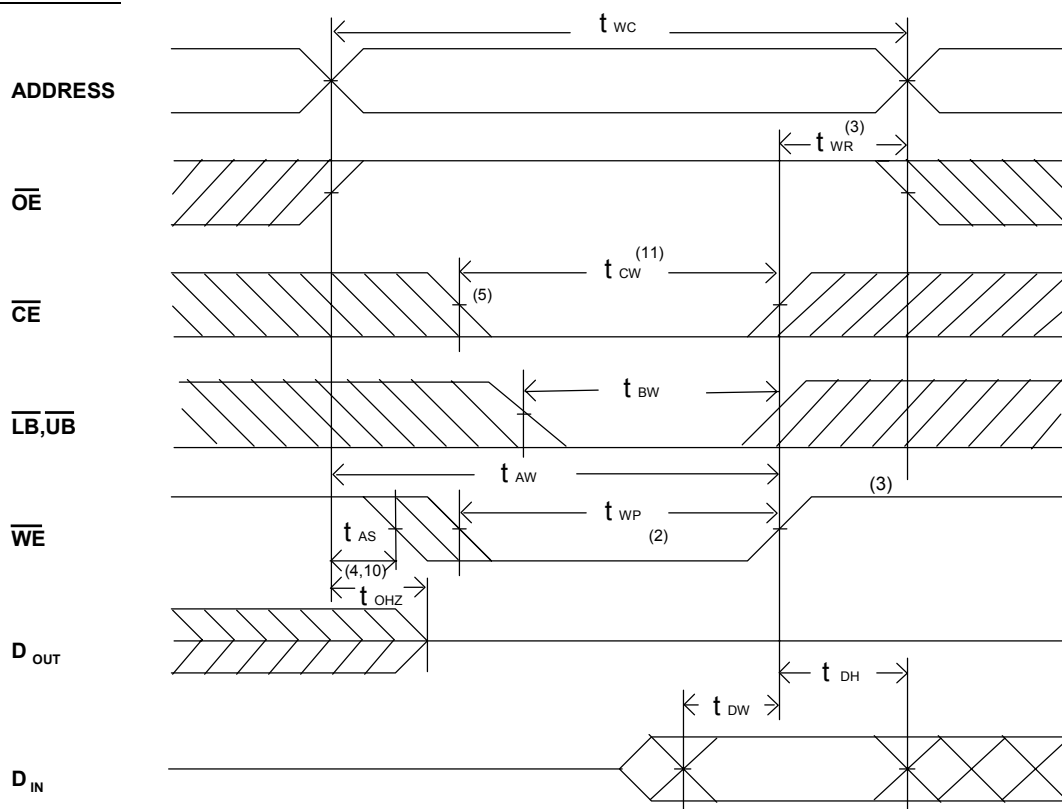 t WC
ADDRESS
t WR (3)
OE
t CW (11)
CE
(5)
t BW
LB,UB
t AW
(3)
t WP
WE
t AS
(2)
(4,10)
t OHZ
D OUT
t DH
t DW
D IN